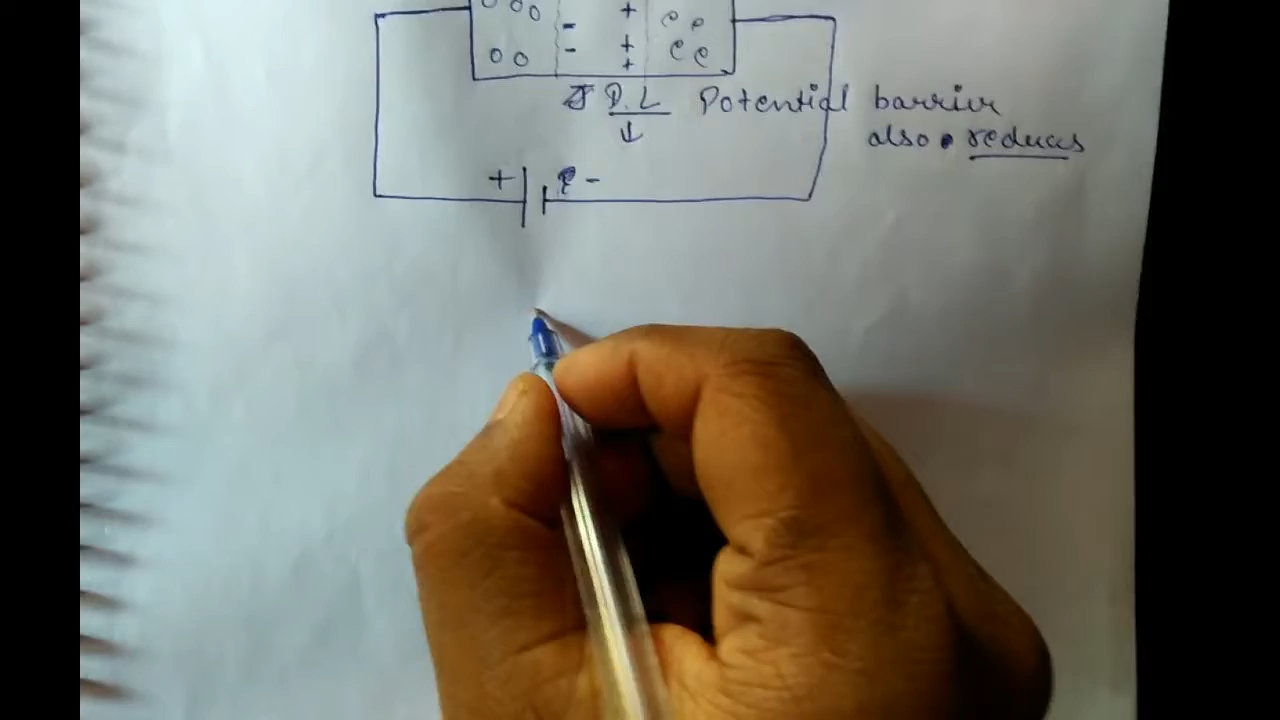 o o o + e e
- +
o o - + e e
D.L Potential barrier
↓ also reduces
+ -